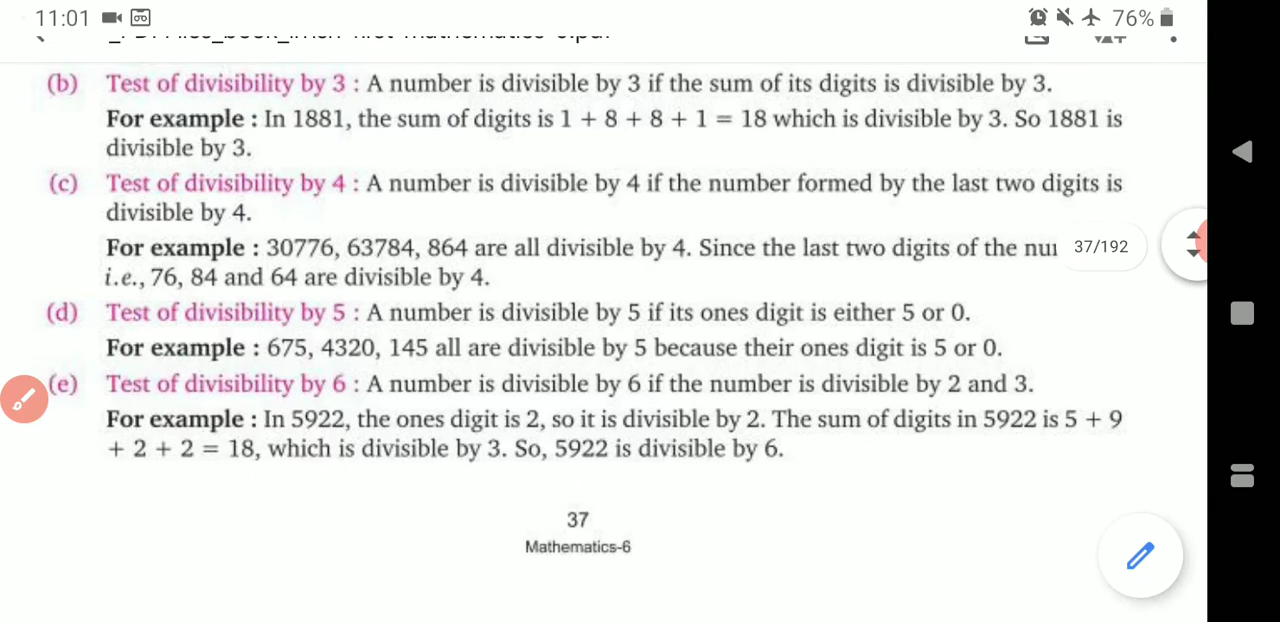 11:01
76%
(b) Test of divisibility by 3 : A number is divisible by 3 if the sum of its digits is divisible by 3.
For example : In 1881, the sum of digits is 1 + 8 + 8 + 1 = 18 which is divisible by 3. So 1881 is
divisible by 3.
(c) Test of divisibility by 4 : A number is divisible by 4 if the number formed by the last two digits is
divisible by 4.
For example : 30776, 63784, 864 are all divisible by 4. Since the last two digits of the
37/192
i.e., 76, 84 and 64 are divisible by 4.
(d) Test of divisibility by 5 : A number is divisible by 5 if its ones digit is either 5 or 0.
For example : 675, 4320, 145 all are divisible by 5 because their ones digit is 5 or 0.
(e) Test of divisibility by 6 : A number is divisible by 6 if the number is divisible by 2 and 3.
For example : In 5922, the ones digit is 2, so it is divisible by 2. The sum of digits in 5922 is 5 + 9
+ 2 + 2 = 18, which is divisible by 3. So, 5922 is divisible by 6.
37
Mathematics-6